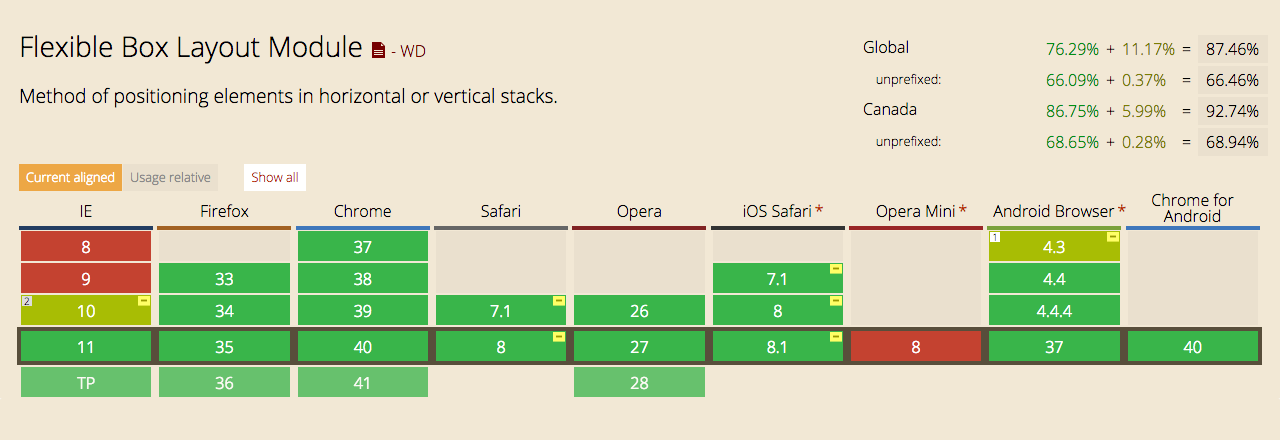 Flexible Box Layout Module - WD
Method of positioning elements in horizontal or vertical stacks.
Global 76.29% + 11.17% = 87.46%
unprefixed: 66.09% + 0.37% = 66.46%
Canada 86.75% + 5.99% = 92.74%
unprefixed: 68.65% + 0.28% = 68.94%
Current aligned Usage relative Show all
IE Firefox Chrome Safari Opera iOS Safari * Opera Mini * Android Browser * Chrome for Android
8 37 1 4.3
9 33 38 7.1 4.4
2 10 34 39 7.1 26 8 4.4.4
11 35 40 8 27 8.1 8 37 40
TP 36 41 28